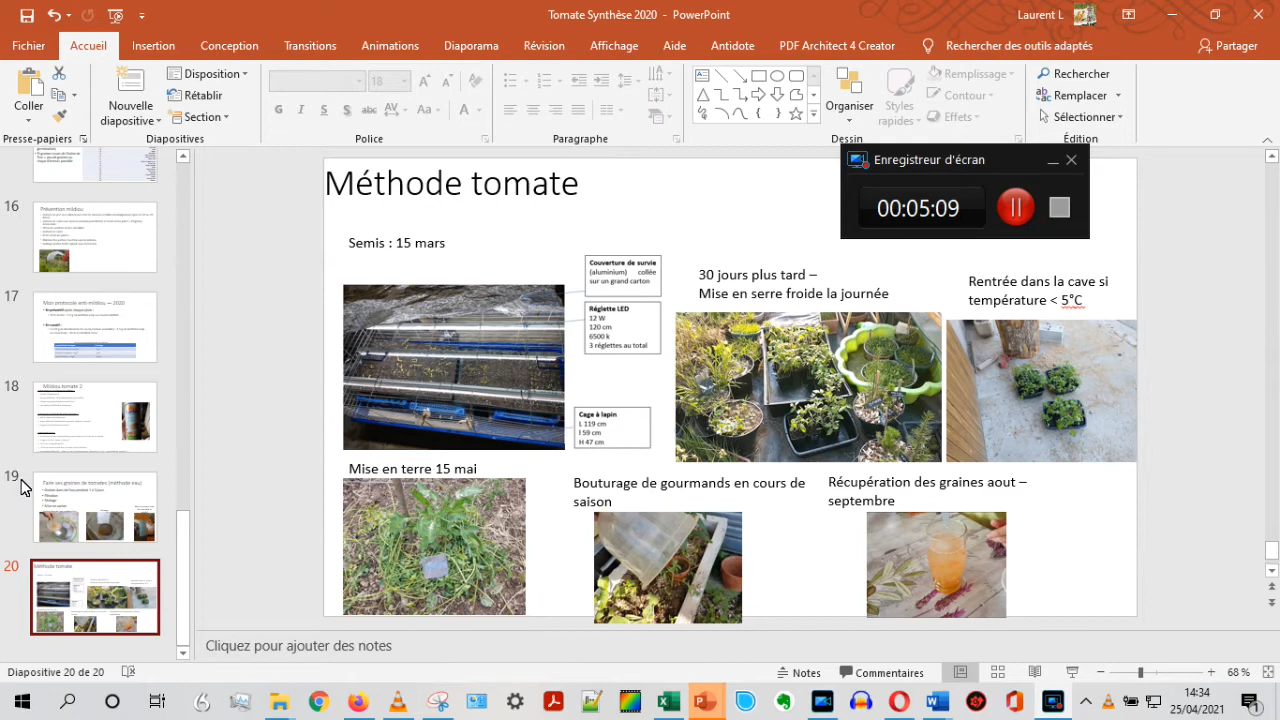 Tomate Synthèse 2020 - PowerPoint
Laurent L
Fichier Accueil Insertion Conception Transitions Animations Diaporama Révision Affichage Aide Antidote PDF Architect 4 Creator Rechercher des outils adaptés Partager
Coller
Nouvelle diapositive
Disposition
Rétablir
Section
18
G I S S abc AV Aa A
Organiser
Styles rapides
Remplissage
Contour
Effets
Rechercher
Remplacer
Sélectionner
Presse-papiers Diapositives Police Paragraphe Dessin Édition
Enregistreur d'écran
00:05:09
16
Prévention mildiou
17
Mon protocole anti-mildiou — 2020
18
Mildiou tomate 2
19
Faire ses graines de tomates (méthode eau)
20
Méthode tomate
Méthode tomate
Semis : 15 mars
Couverture de survie
(aluminium) collée
sur un grand carton
Réglette LED
12 W
120 cm
6500 k
3 réglettes au total
Cage à lapin
L 119 cm
l 59 cm
H 47 cm
30 jours plus tard –
Mise en terre froide la journée
Rentrée dans la cave si
température < 5°C
Mise en terre 15 mai
Bouturage de gourmands en cours de
saison
Récupération des graines aout –
septembre
Cliquez pour ajouter des notes
Diapositive 20 de 20
Notes
Commentaires
68 %
14:34
25/04/2021